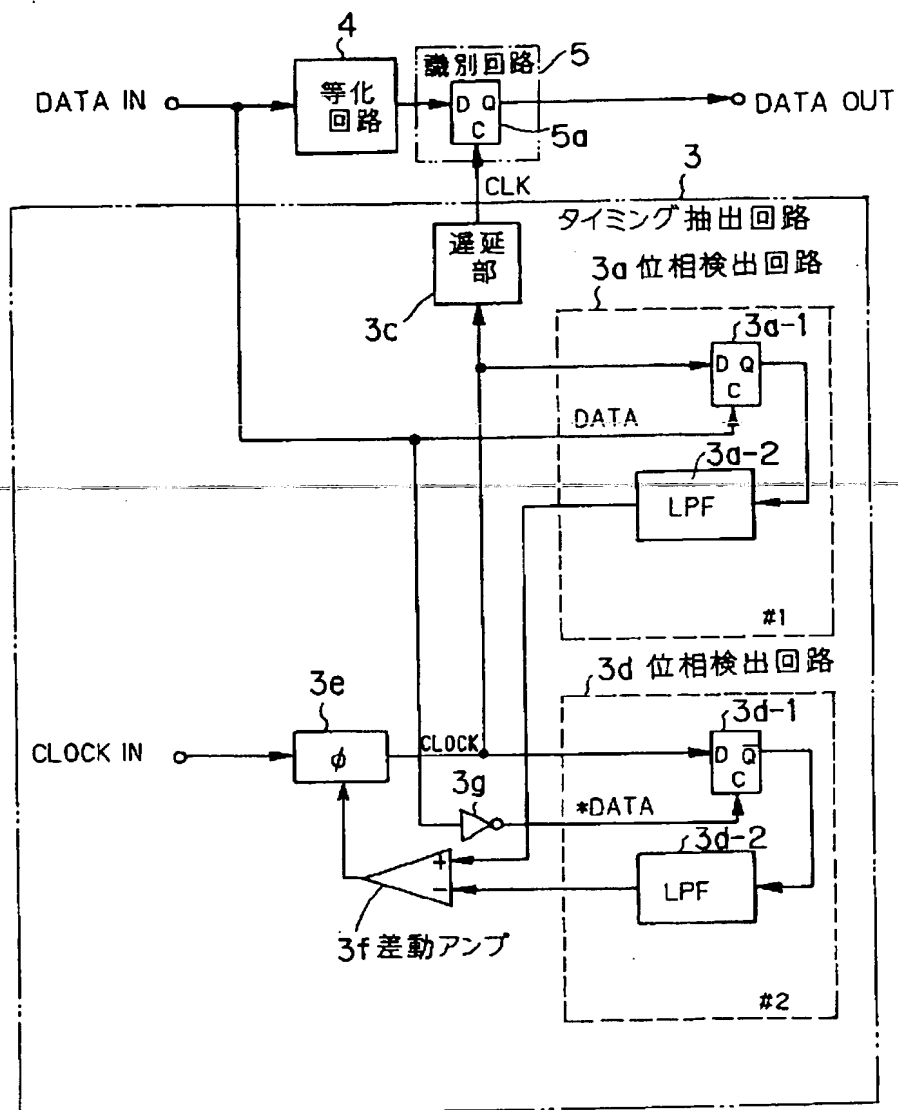 4
識別回路
5
DATA IN
等化
回路
D Q
C
5a
DATA OUT
CLK
3
タイミング抽出回路
遅延
部
3c
3a 位相検出回路
3a-1
D Q
C
DATA
3a-2
LPF
#1
3d 位相検出回路
3e
3d-1
CLOCK IN
φ
CLOCK
D Q̅
C
3g
*DATA
3d-2
+
−
LPF
3f 差動アンプ
#2